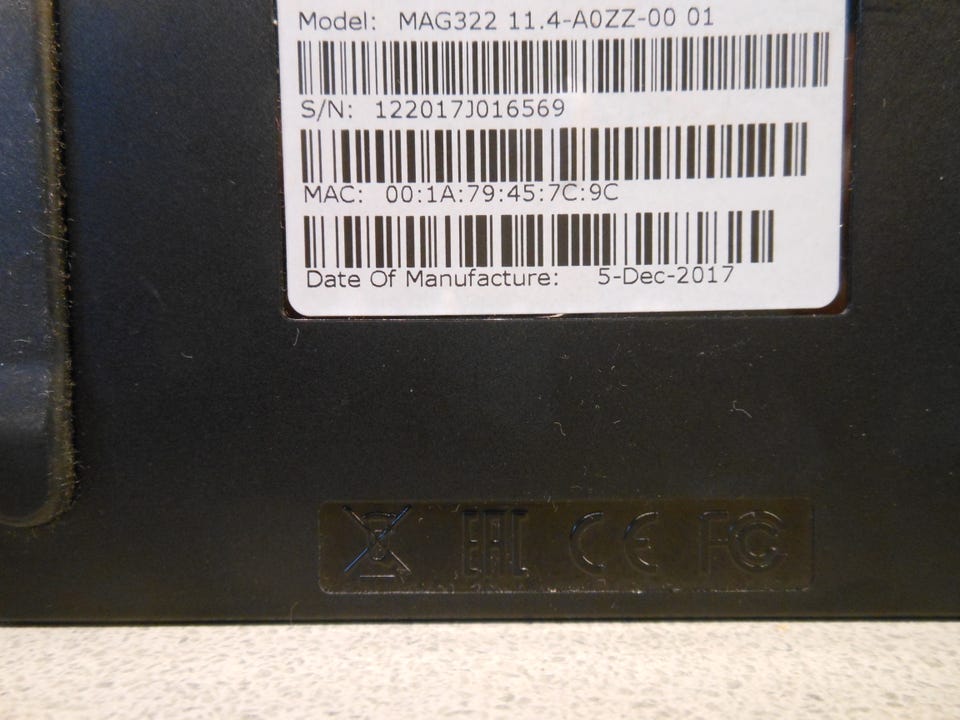 Model: MAG322 11.4-A0ZZ-00 01
S/N: 122017J016569
MAC: 00:1A:79:45:7C:9C
Date Of Manufacture: 5-Dec-2017
EAC CE FC